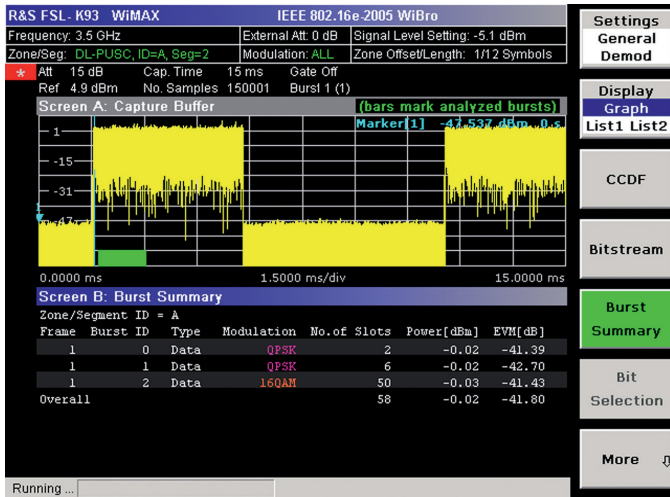 R&S FSL- K93 WiMAX IEEE 802.16e-2005 WiBro
Frequency: 3.5 GHz External Att: 0 dB Signal Level Setting: -5.1 dBm
Zone/Seg: DL-PUSC, ID=A, Seg=2 Modulation: ALL Zone Offset/Length: 1/12 Symbols
* Att 15 dB Cap. Time 15 ms Gate Off
Ref 4.9 dBm No. Samples 150001 Burst 1 (1)
Screen A: Capture Buffer (bars mark analyzed bursts)
Marker[1] -47.537 dBm, 0 s
1
-15
-31
-47
1
0.0000 ms 1.5000 ms/div 15.0000 ms
Screen B: Burst Summary
Zone/Segment ID = A
Frame Burst ID Type Modulation No.of Slots Power[dBm] EVM[dB]
1 0 Data QPSK 2 -0.02 -41.39
1 1 Data QPSK 6 -0.02 -42.70
1 2 Data 16QAM 50 -0.03 -41.43
Overall 58 -0.02 -41.80
Running ...
Settings
General
Demod
Display
Graph
List1 List2
CCDF
Bitstream
Burst
Summary
Bit
Selection
More ⇩